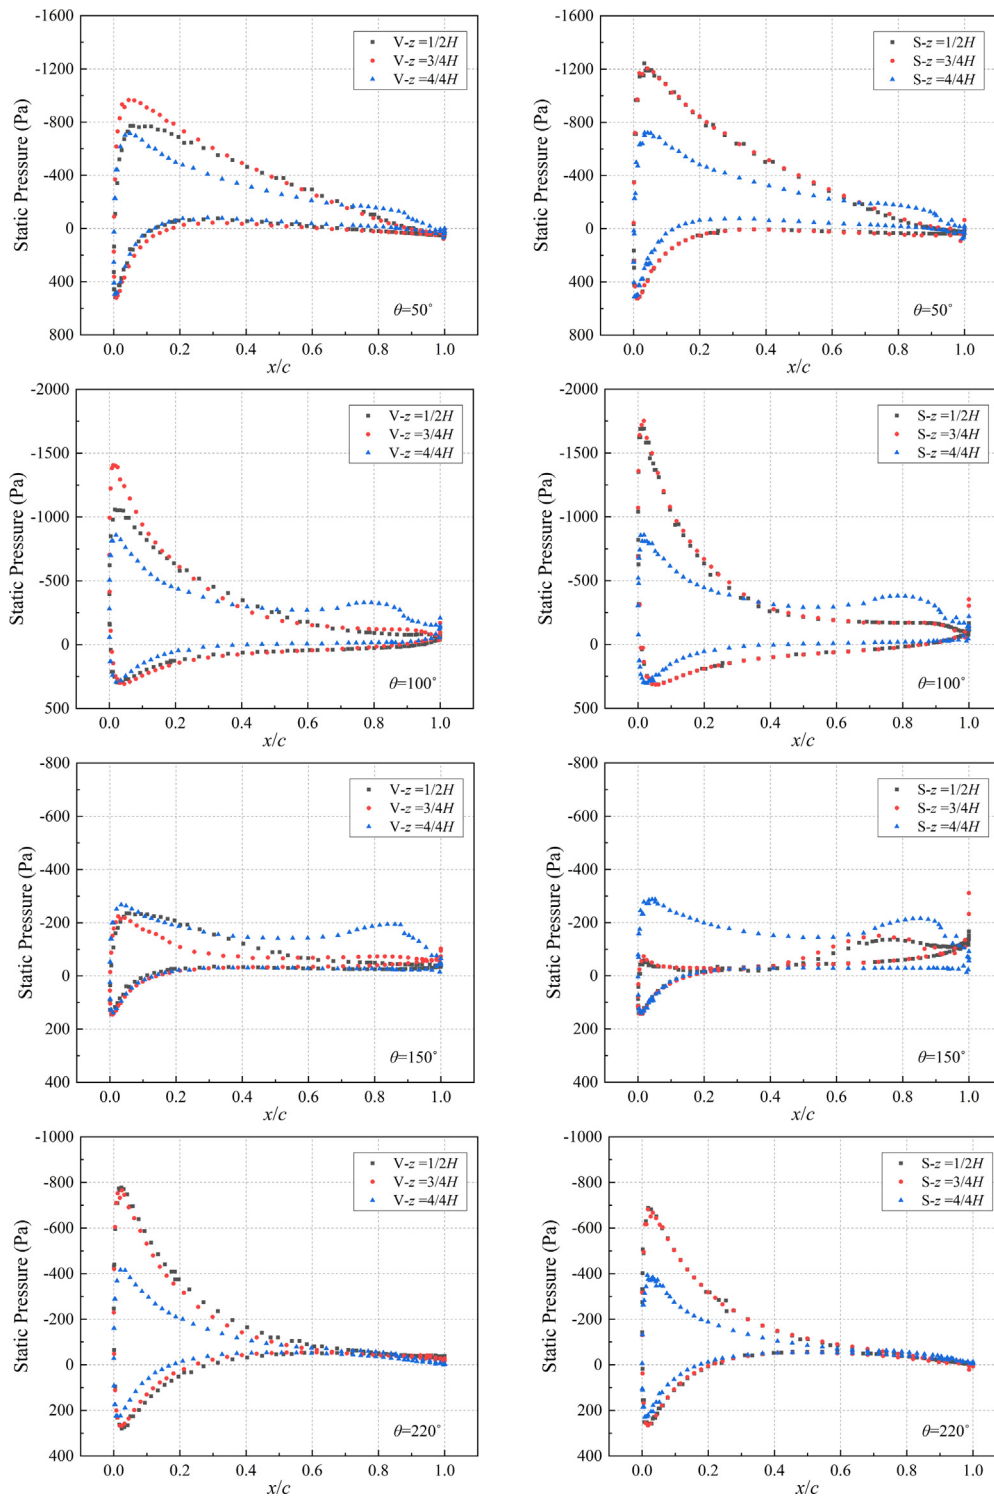 -1600
-1200
-800
-400
0
400
800
Static Pressure (Pa)
V-z =1/2H
V-z =3/4H
V-z =4/4H
θ=50°
0.0 0.2 0.4 0.6 0.8 1.0
x/c
-1600
-1200
-800
-400
0
400
800
Static Pressure (Pa)
S-z =1/2H
S-z =3/4H
S-z =4/4H
θ=50°
0.0 0.2 0.4 0.6 0.8 1.0
x/c
-2000
-1500
-1000
-500
0
500
Static Pressure (Pa)
V-z =1/2H
V-z =3/4H
V-z =4/4H
θ=100°
0.0 0.2 0.4 0.6 0.8 1.0
x/c
-2000
-1500
-1000
-500
0
500
Static Pressure (Pa)
S-z =1/2H
S-z =3/4H
S-z =4/4H
θ=100°
0.0 0.2 0.4 0.6 0.8 1.0
x/c
-800
-600
-400
-200
0
200
400
Static Pressure (Pa)
V-z =1/2H
V-z =3/4H
V-z =4/4H
θ=150°
0.0 0.2 0.4 0.6 0.8 1.0
x/c
-800
-600
-400
-200
0
200
400
Static Pressure (Pa)
S-z =1/2H
S-z =3/4H
S-z =4/4H
θ=150°
0.0 0.2 0.4 0.6 0.8 1.0
x/c
-1000
-800
-600
-400
-200
0
200
400
Static Pressure (Pa)
V-z =1/2H
V-z =3/4H
V-z =4/4H
θ=220°
0.0 0.2 0.4 0.6 0.8 1.0
x/c
-1000
-800
-600
-400
-200
0
200
400
Static Pressure (Pa)
S-z =1/2H
S-z =3/4H
S-z =4/4H
θ=220°
0.0 0.2 0.4 0.6 0.8 1.0
x/c